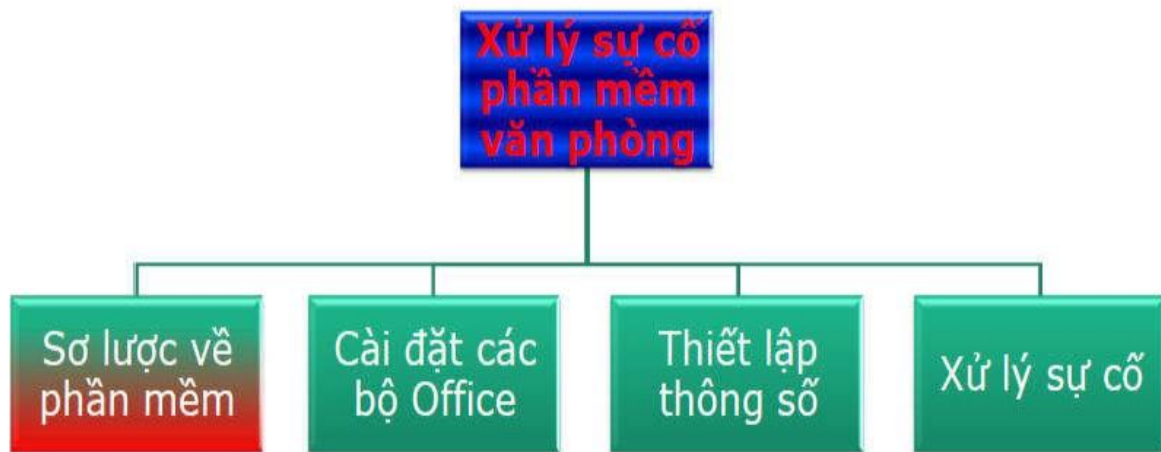 Xử lý sự cố
phần mềm
văn phòng
Sơ lược về
phần mềm
Cài đặt các
bộ Office
Thiết lập
thông số
Xử lý sự cố